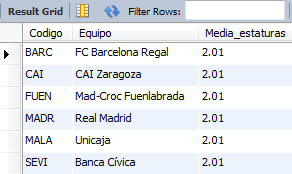 Result Grid Filter Rows:
Codigo Equipo Media_estaturas
BARC FC Barcelona Regal 2.01
CAI CAI Zaragoza 2.01
FUEN Mad-Croc Fuenlabrada 2.01
MADR Real Madrid 2.01
MALA Unicaja 2.01
SEVI Banca Cívica 2.01